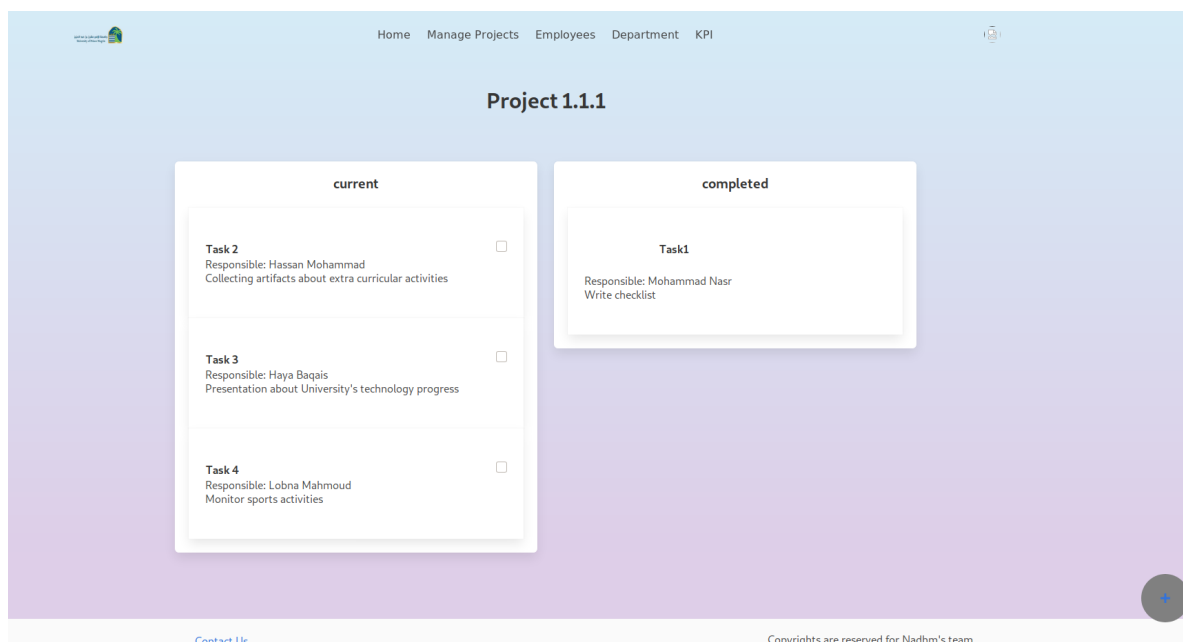 Home Manage Projects Employees Department KPI
Project 1.1.1
current
Task 2
Responsible: Hassan Mohammad
Collecting artifacts about extra curricular activities
Task 3
Responsible: Haya Baqais
Presentation about University's technology progress
Task 4
Responsible: Lobna Mahmoud
Monitor sports activities
completed
Task1
Responsible: Mohammad Nasr
Write checklist
+
Contact Us
Copyrights are reserved for Nadhm's team